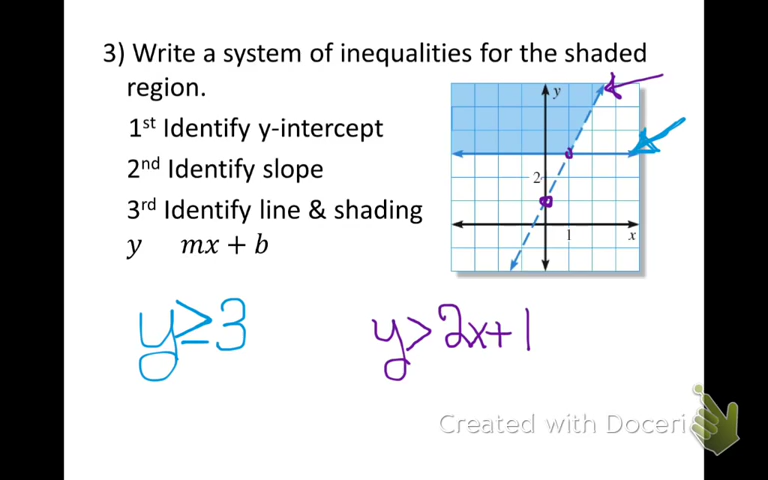 3) Write a system of inequalities for the shaded
region.
1st Identify y-intercept
2nd Identify slope
3rd Identify line & shading
y mx + b
y
2
1
x
y≥3
y>2x+1
Created with Doceri